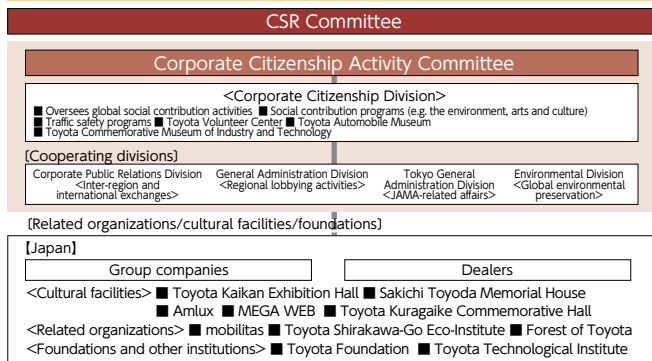 CSR Committee
Corporate Citizenship Activity Committee
<Corporate Citizenship Division>
■ Oversees global social contribution activities ■ Social contribution programs (e.g. the environment, arts and culture)
■ Traffic safety programs ■ Toyota Volunteer Center ■ Toyota Automobile Museum
■ Toyota Commemorative Museum of Industry and Technology
〔Cooperating divisions〕
Corporate Public Relations Division
<Inter-region and
international exchanges>
General Administration Division
<Regional lobbying activities>
Tokyo General
Administration Division
<JAMA-related affairs>
Environmental Division
<Global environmental
preservation>
〔Related organizations/cultural facilities/foundations〕
【Japan】
Group companies
Dealers
<Cultural facilities> ■ Toyota Kaikan Exhibition Hall ■ Sakichi Toyoda Memorial House
■ Amlux ■ MEGA WEB ■ Toyota Kuragaike Commemorative Hall
<Related organizations> ■ mobilitas ■ Toyota Shirakawa-Go Eco-Institute ■ Forest of Toyota
<Foundations and other institutions> ■ Toyota Foundation ■ Toyota Technological Institute